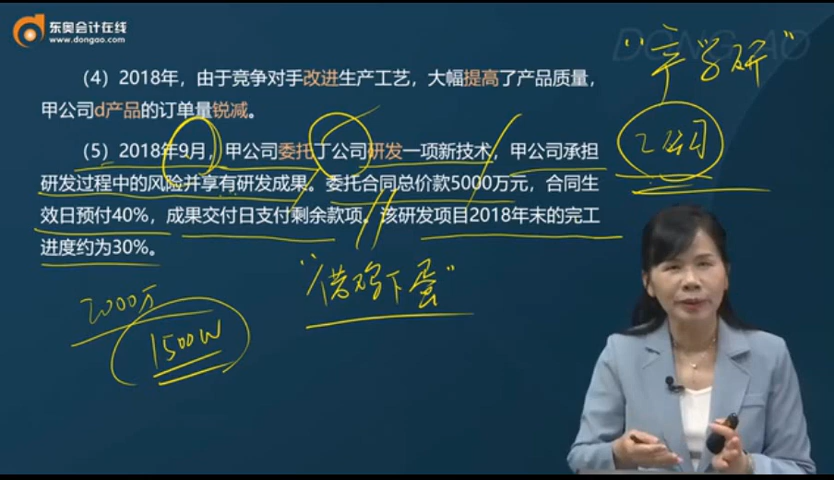 东奥会计在线
www.dongao.com
DONGAO
（4）2018年，由于竞争对手改进生产工艺，大幅提高了产品质量，
甲公司d产品的订单量锐减。
（5）2018年9月，甲公司委托丁公司研发一项新技术，甲公司承担
研发过程中的风险并享有研发成果。委托合同总价款5000万元，合同生
效日预付40%，成果交付日支付剩余款项。该研发项目2018年末的完工
进度约为30%。
"产学研"
"借鸡下蛋"
2000万
1500W